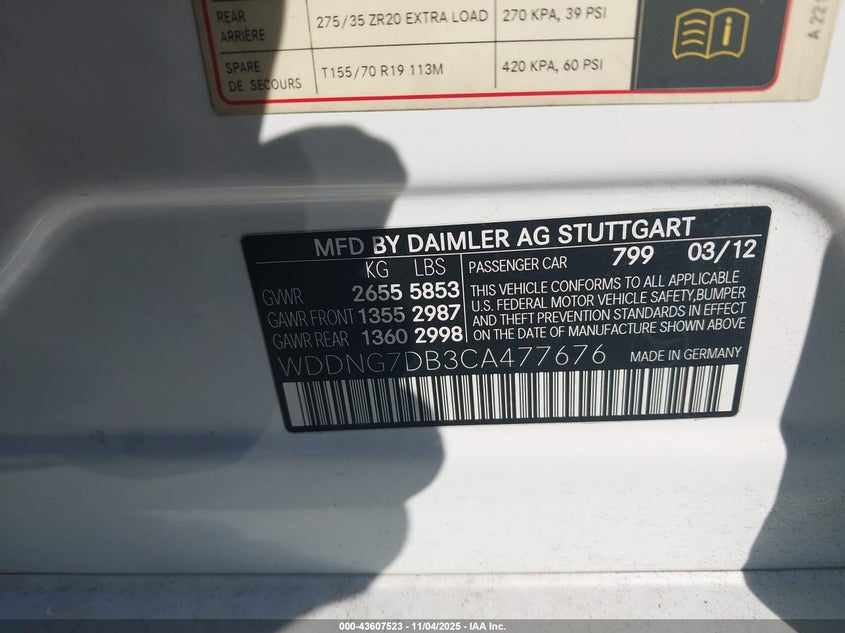 REAR 275/35 ZR20 EXTRA LOAD 270 KPA, 39 PSI
ARRIÈRE
SPARE T155/70 R19 113M 420 KPA, 60 PSI
DE SECOURS
A 22
MFD BY DAIMLER AG STUTTGART
KG LBS PASSENGER CAR 799 03/12
GVWR 2655 5853
GAWR FRONT 1355 2987
GAWR REAR 1360 2998
THIS VEHICLE CONFORMS TO ALL APPLICABLE
U.S. FEDERAL MOTOR VEHICLE SAFETY,BUMPER
AND THEFT PREVENTION STANDARDS IN EFFECT
ON THE DATE OF MANUFACTURE SHOWN ABOVE
WDDNG7DB3CA477676 MADE IN GERMANY
000-43607523 - 11/04/2025 - IAA Inc.